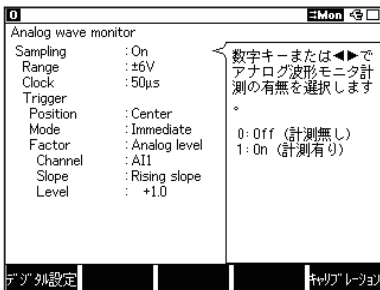 0
Mon
Analog wave monitor
Sampling : On
Range : ±6V
Clock : 50µs
Trigger
Position : Center
Mode : Immediate
Factor : Analog level
Channel : AI1
Slope : Rising slope
Level : +1.0
数字キーまたは◀▶で
アナログ波形モニタ計
測の有無を選択します
。
0: Off (計測無し)
1: On (計測有り)
デジタル設定
キャリブレーション